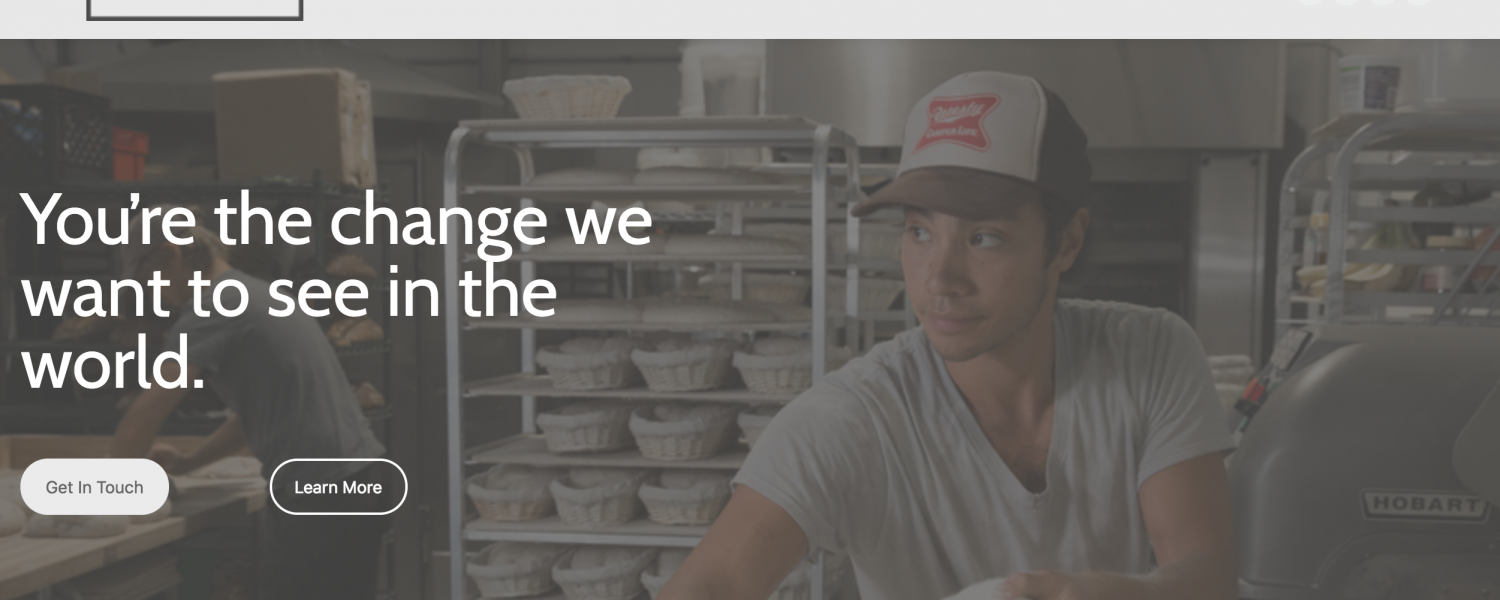 You’re the change we
want to see in the
world.
Get In Touch
Learn More
HOBART